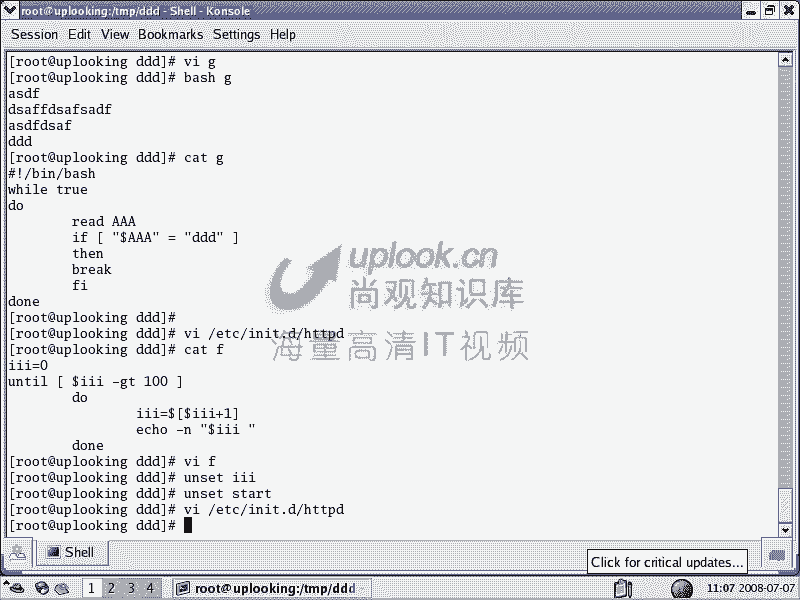 root@uplooking:/tmp/ddd - Shell - Konsole
Session Edit View Bookmarks Settings Help
[root@uplooking ddd]# vi g
[root@uplooking ddd]# bash g
asdf
dsaffdsafsadf
asdfdsaf
ddd
[root@uplooking ddd]# cat g
#!/bin/bash
while true
do
        read AAA
        if [ "$AAA" = "ddd" ]
        then
        break
        fi
done
[root@uplooking ddd]#
[root@uplooking ddd]# vi /etc/init.d/httpd
[root@uplooking ddd]# cat f
iii=0
until [ $iii -gt 100 ]
        do
                iii=$[$iii+1]
                echo -n "$iii "
        done
[root@uplooking ddd]# vi f
[root@uplooking ddd]# unset iii
[root@uplooking ddd]# unset start
[root@uplooking ddd]# vi /etc/init.d/httpd
[root@uplooking ddd]#
uplook.cn
尚观知识库
海量高清IT视频
Shell
Click for critical updates...
1 2 3 4
root@uplooking:/tmp/ddd
11:07 2008-07-07